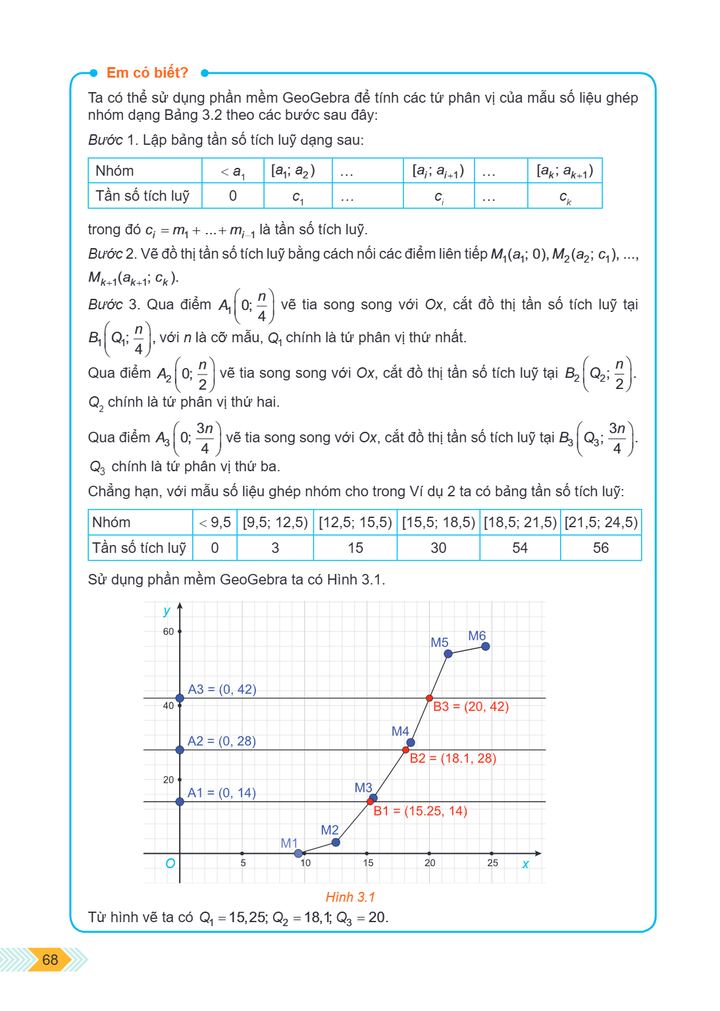 Em có biết?
Ta có thể sử dụng phần mềm GeoGebra để tính các tứ phân vị của mẫu số liệu ghép
nhóm dạng Bảng 3.2 theo các bước sau đây:
Bước 1. Lập bảng tần số tích luỹ dạng sau:
Nhóm < a₁ [a₁; a₂) … [aᵢ; aᵢ₊₁) … [aₖ; aₖ₊₁)
Tần số tích luỹ 0 c₁ … cᵢ … cₖ
trong đó cᵢ = m₁ + ... + mᵢ₋₁ là tần số tích luỹ.
Bước 2. Vẽ đồ thị tần số tích luỹ bằng cách nối các điểm liên tiếp M₁(a₁; 0), M₂(a₂; c₁), ...,
Mₖ₊₁(aₖ₊₁; cₖ).
Bước 3. Qua điểm A₁(0; n/4) vẽ tia song song với Ox, cắt đồ thị tần số tích luỹ tại
B₁(Q₁; n/4), với n là cỡ mẫu, Q₁ chính là tứ phân vị thứ nhất.
Qua điểm A₂(0; n/2) vẽ tia song song với Ox, cắt đồ thị tần số tích luỹ tại B₂(Q₂; n/2).
Q₂ chính là tứ phân vị thứ hai.
Qua điểm A₃(0; 3n/4) vẽ tia song song với Ox, cắt đồ thị tần số tích luỹ tại B₃(Q₃; 3n/4).
Q₃ chính là tứ phân vị thứ ba.
Chẳng hạn, với mẫu số liệu ghép nhóm cho trong Ví dụ 2 ta có bảng tần số tích luỹ:
Nhóm < 9,5 [9,5; 12,5) [12,5; 15,5) [15,5; 18,5) [18,5; 21,5) [21,5; 24,5)
Tần số tích luỹ 0 3 15 30 54 56
Sử dụng phần mềm GeoGebra ta có Hình 3.1.
y
60
M5 M6
A3 = (0, 42)
40
B3 = (20, 42)
M4
A2 = (0, 28)
B2 = (18.1, 28)
20
M3
A1 = (0, 14)
B1 = (15.25, 14)
M2
M1
O 5 10 15 20 25 x
Hình 3.1
Từ hình vẽ ta có Q₁ = 15,25; Q₂ = 18,1; Q₃ = 20.
68